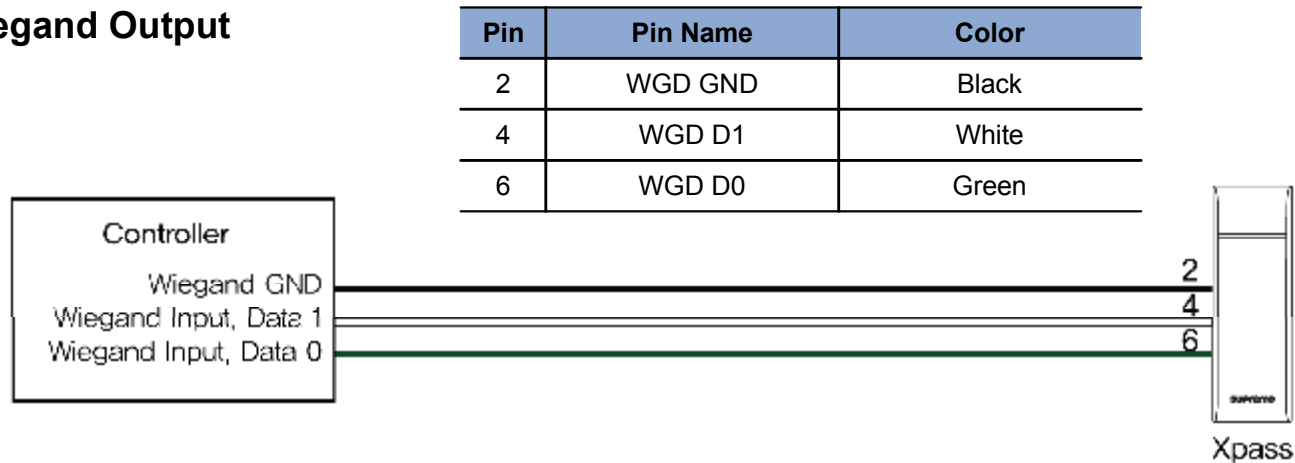 egand Output
Pin Pin Name Color
2 WGD GND Black
4 WGD D1 White
6 WGD D0 Green
Controller
Wiegand GND
Wiegand Input, Data 1
Wiegand Input, Data 0
2
4
6
suprema
Xpass